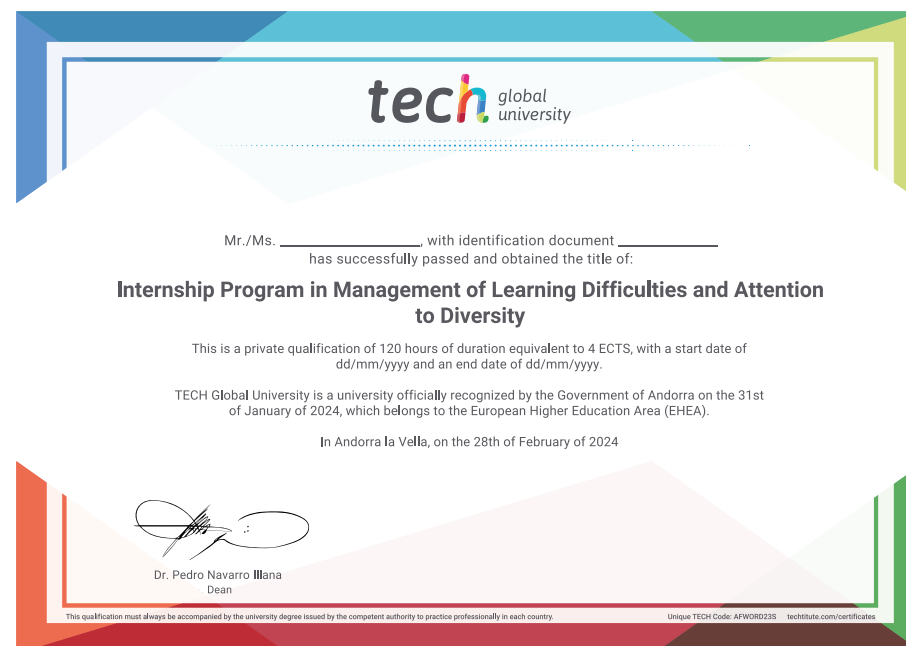 tech global university
Mr./Ms. ____________________, with identification document ______________
has successfully passed and obtained the title of:
Internship Program in Management of Learning Difficulties and Attention
to Diversity
This is a private qualification of 120 hours of duration equivalent to 4 ECTS, with a start date of
dd/mm/yyyy and an end date of dd/mm/yyyy.
TECH Global University is a university officially recognized by the Government of Andorra on the 31st
of January of 2024, which belongs to the European Higher Education Area (EHEA).
In Andorra la Vella, on the 28th of February of 2024
Dr. Pedro Navarro Illana
Dean
This qualification must always be accompanied by the university degree issued by the competent authority to practice professionally in each country.
Unique TECH Code: AFWORD23S techtitute.com/certificates